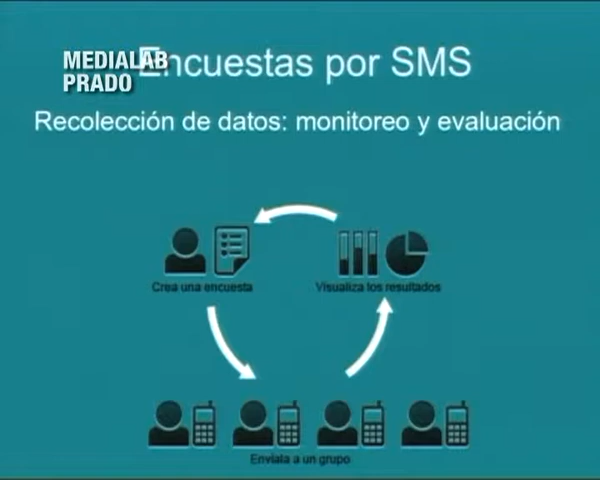 MEDIALAB
PRADO
Encuestas por SMS
Recolección de datos: monitoreo y evaluación
Crea una encuesta
Visualiza los resultados
Envíala a un grupo